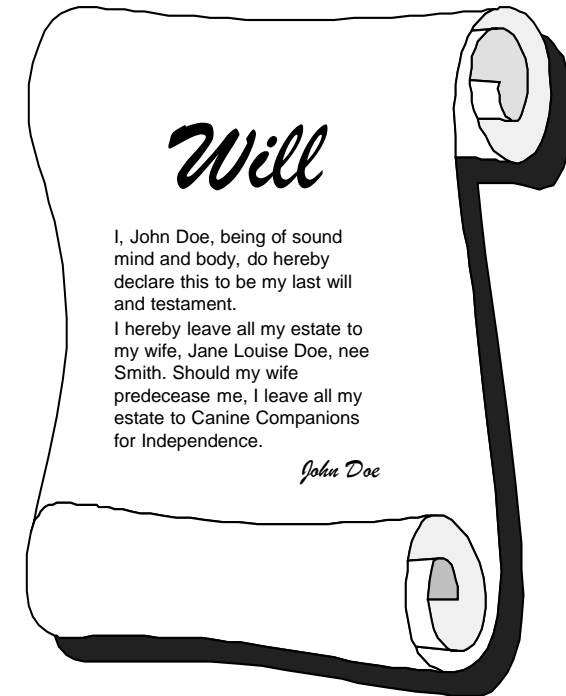 Will
I, John Doe, being of sound
mind and body, do hereby
declare this to be my last will
and testament.
I hereby leave all my estate to
my wife, Jane Louise Doe, nee
Smith. Should my wife
predecease me, I leave all my
estate to Canine Companions
for Independence.
John Doe